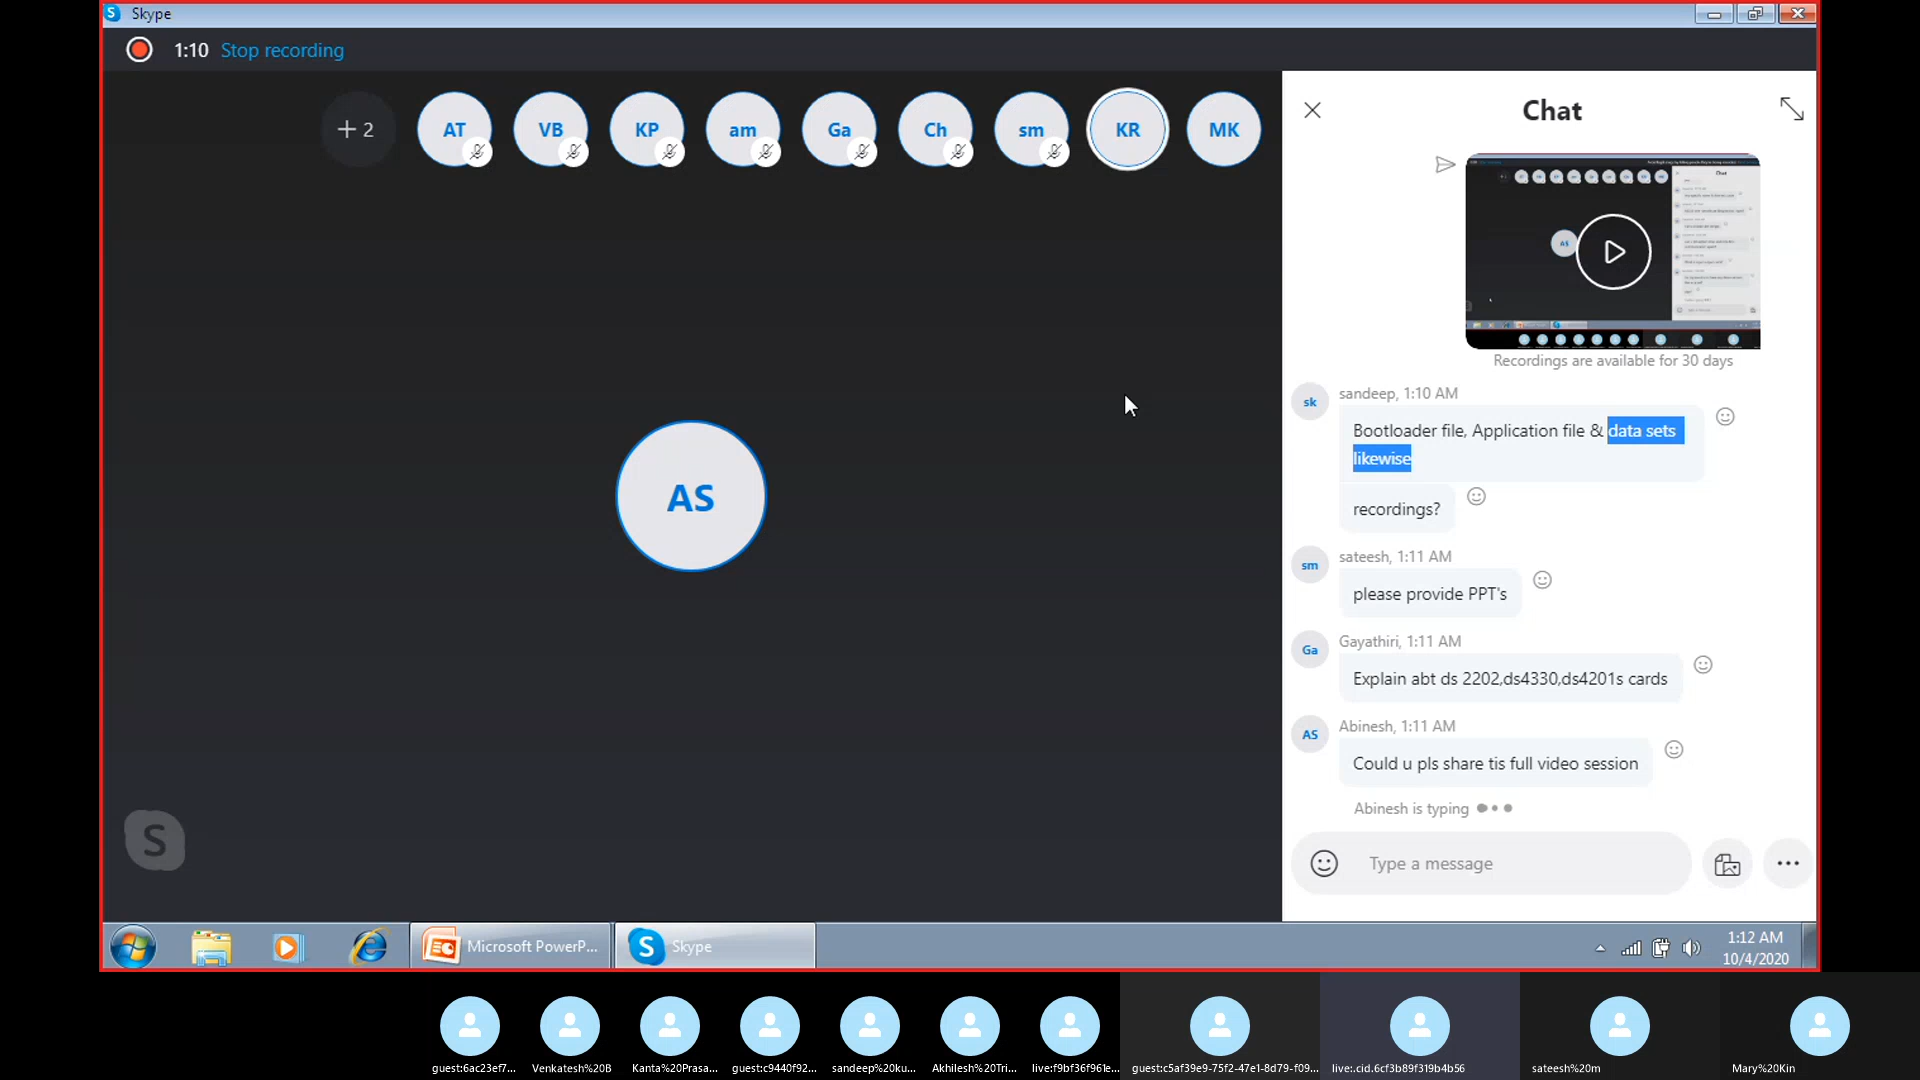 Skype
1:10 Stop recording
+ 2
AT
VB
KP
am
Ga
Ch
sm
KR
MK
AS
Chat
Recordings are available for 30 days
sk
sandeep, 1:10 AM
Bootloader file, Application file & data sets
likewise
recordings?
sm
sateesh, 1:11 AM
please provide PPT's
Ga
Gayathiri, 1:11 AM
Explain abt ds 2202,ds4330,ds4201s cards
AS
Abinesh, 1:11 AM
Could u pls share tis full video session
Abinesh is typing
Type a message
Microsoft PowerP...
Skype
1:12 AM
10/4/2020
guest:6ac23ef7...
Venkatesh%20B
Kanta%20Prasa...
guest:c9440f92...
sandeep%20ku...
Akhilesh%20Tri...
live:f9bf36f961e...
guest:c5af39e9-75f2-47e1-8d79-f09...
live:.cid.6cf3b89f319b4b56
sateesh%20m
Mary%20Kin